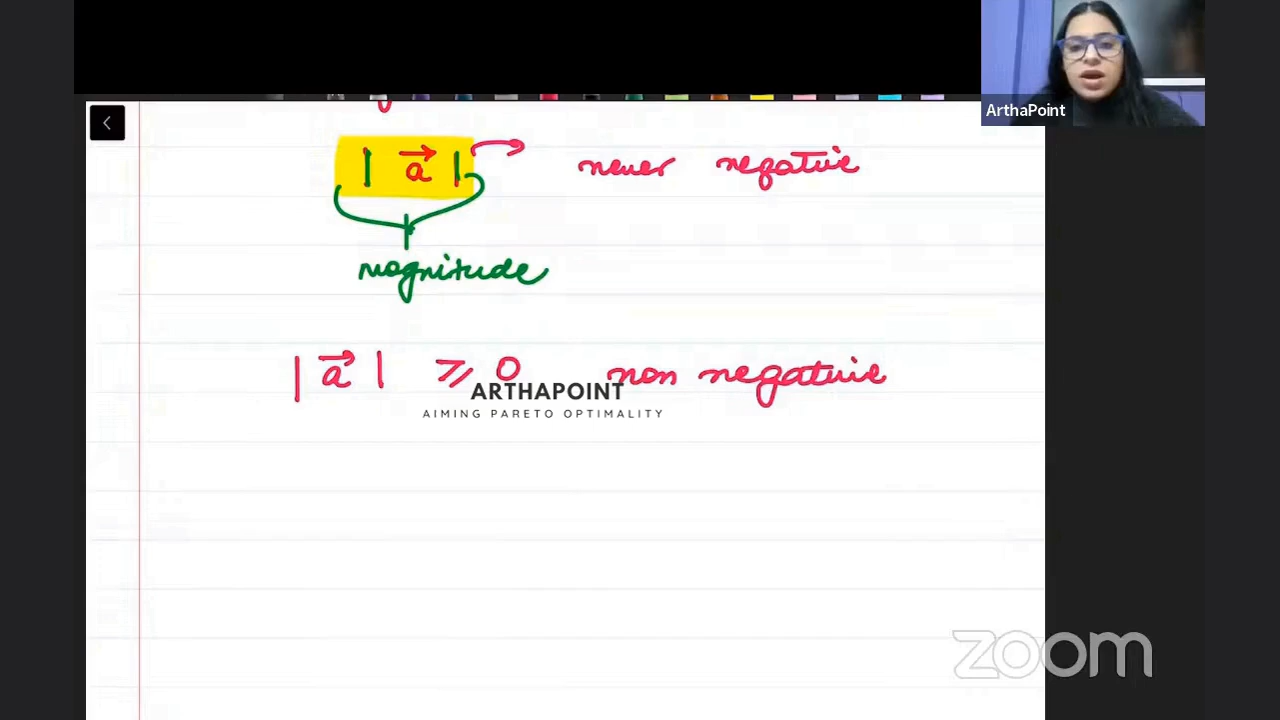 ArthaPoint
| a⃗ | never negative
magnitude
| a⃗ | ≥ 0 non negative
ARTHAPOINT
AIMING PARETO OPTIMALITY
zoom